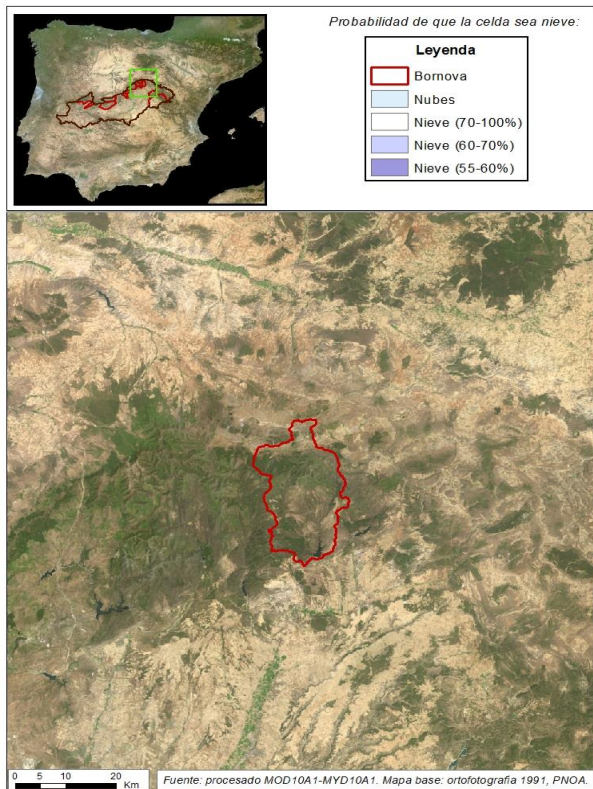 Probabilidad de que la celda sea nieve:
Leyenda
Bornova
Nubes
Nieve (70-100%)
Nieve (60-70%)
Nieve (55-60%)
0 5 10 20
Km
Fuente: procesado MOD10A1-MYD10A1. Mapa base: ortofotografia 1991, PNOA.